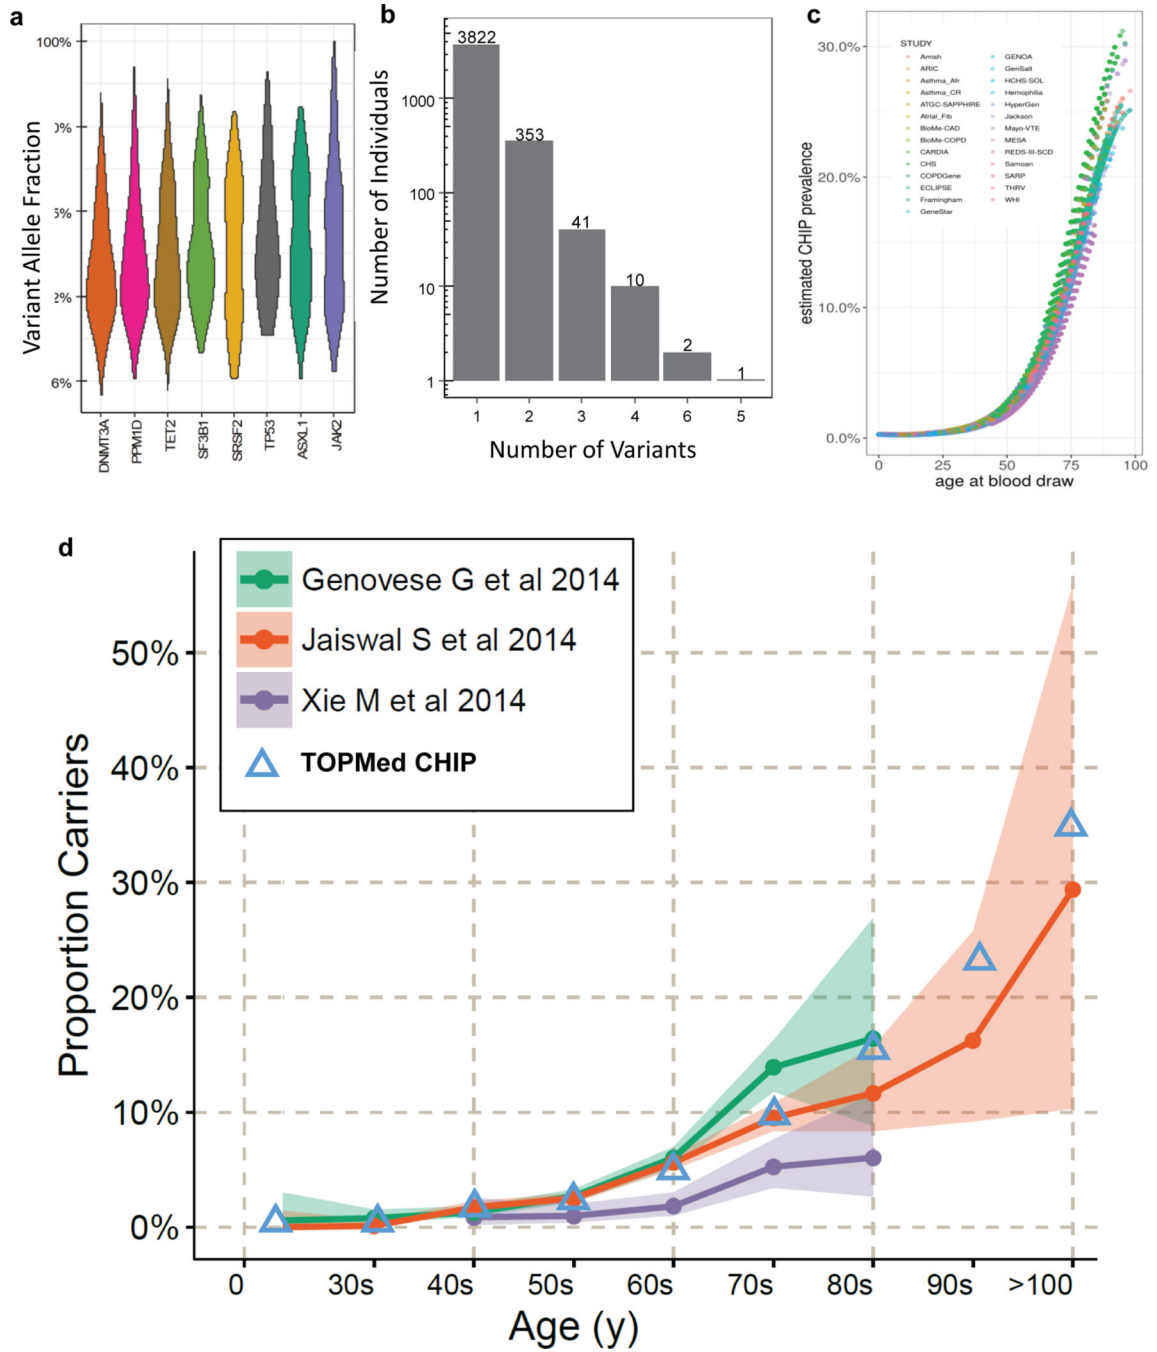 a
100%
0%
5%
2%
6%
Variant Allele Fraction
DNMT3A
PPM1D
TET2
SF3B1
SRSF2
TP53
ASXL1
JAK2
b
3822
353
41
10
2
1
1000
100
10
1
Number of Individuals
1 2 3 4 6 5
Number of Variants
c
30.0%
20.0%
10.0%
0.0%
estimated CHIP prevalence
STUDY
Amish GENOA
ARIC GenSalt
Asthma_Afr HCHS-SOL
Asthma_CR Hemophilia
ATGC-SAPPHIRE HyperGen
Atrial_Fib Jackson
BioMe-CAD Mayo-VTE
BioMe-COPD MESA
CARDIA REDS-III-SCD
CHS Samoan
COPDGene SARP
ECLIPSE THRV
Framingham WHI
GeneStar
0 25 50 75 100
age at blood draw
d
Genovese G et al 2014
Jaiswal S et al 2014
Xie M et al 2014
TOPMed CHIP
50%
40%
30%
20%
10%
0%
Proportion Carriers
0 30s 40s 50s 60s 70s 80s 90s >100
Age (y)